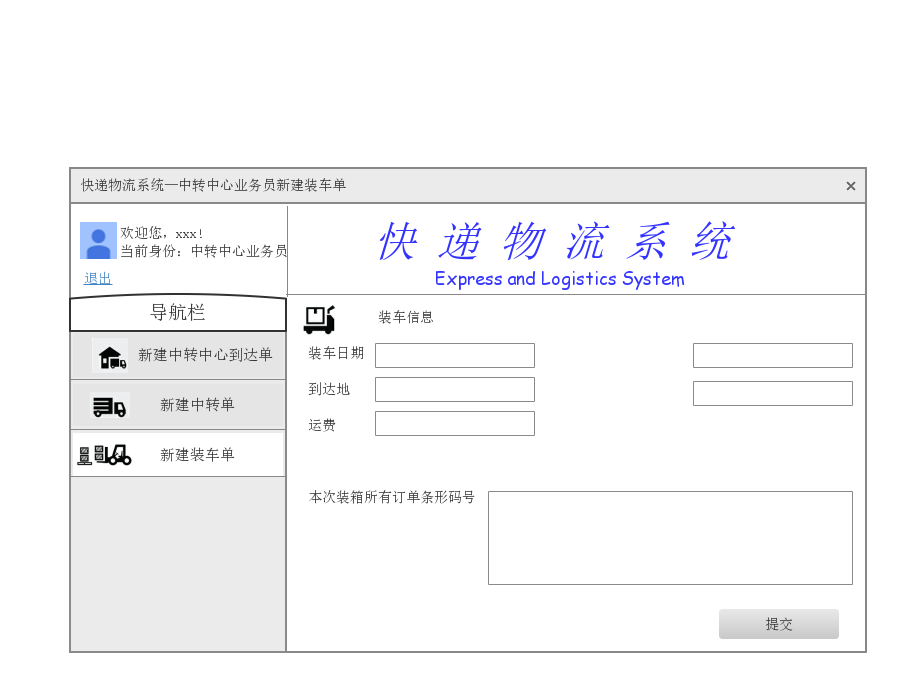 快递物流系统—中转中心业务员新建装车单
欢迎您，xxx!
当前身份：中转中心业务员
退出
快递物流系统
Express and Logistics System
导航栏
新建中转中心到达单
新建中转单
新建装车单
装车信息
装车日期
到达地
运费
本次装箱所有订单条形码号
提交